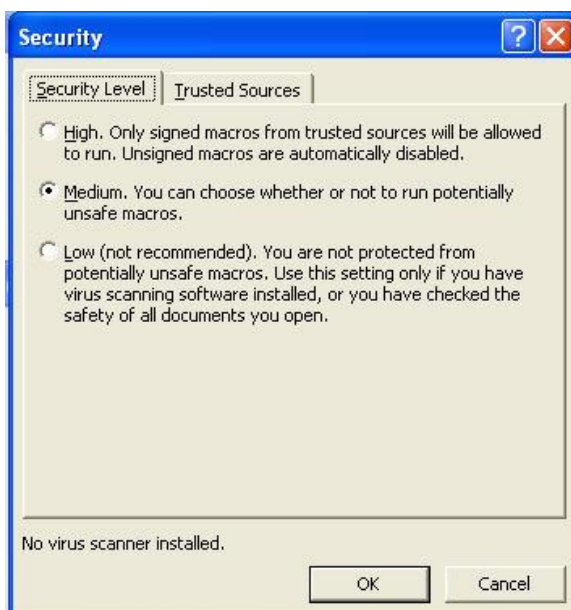 Security
Security Level Trusted Sources
High. Only signed macros from trusted sources will be allowed
to run. Unsigned macros are automatically disabled.
Medium. You can choose whether or not to run potentially
unsafe macros.
Low (not recommended). You are not protected from
potentially unsafe macros. Use this setting only if you have
virus scanning software installed, or you have checked the
safety of all documents you open.
No virus scanner installed.
OK Cancel